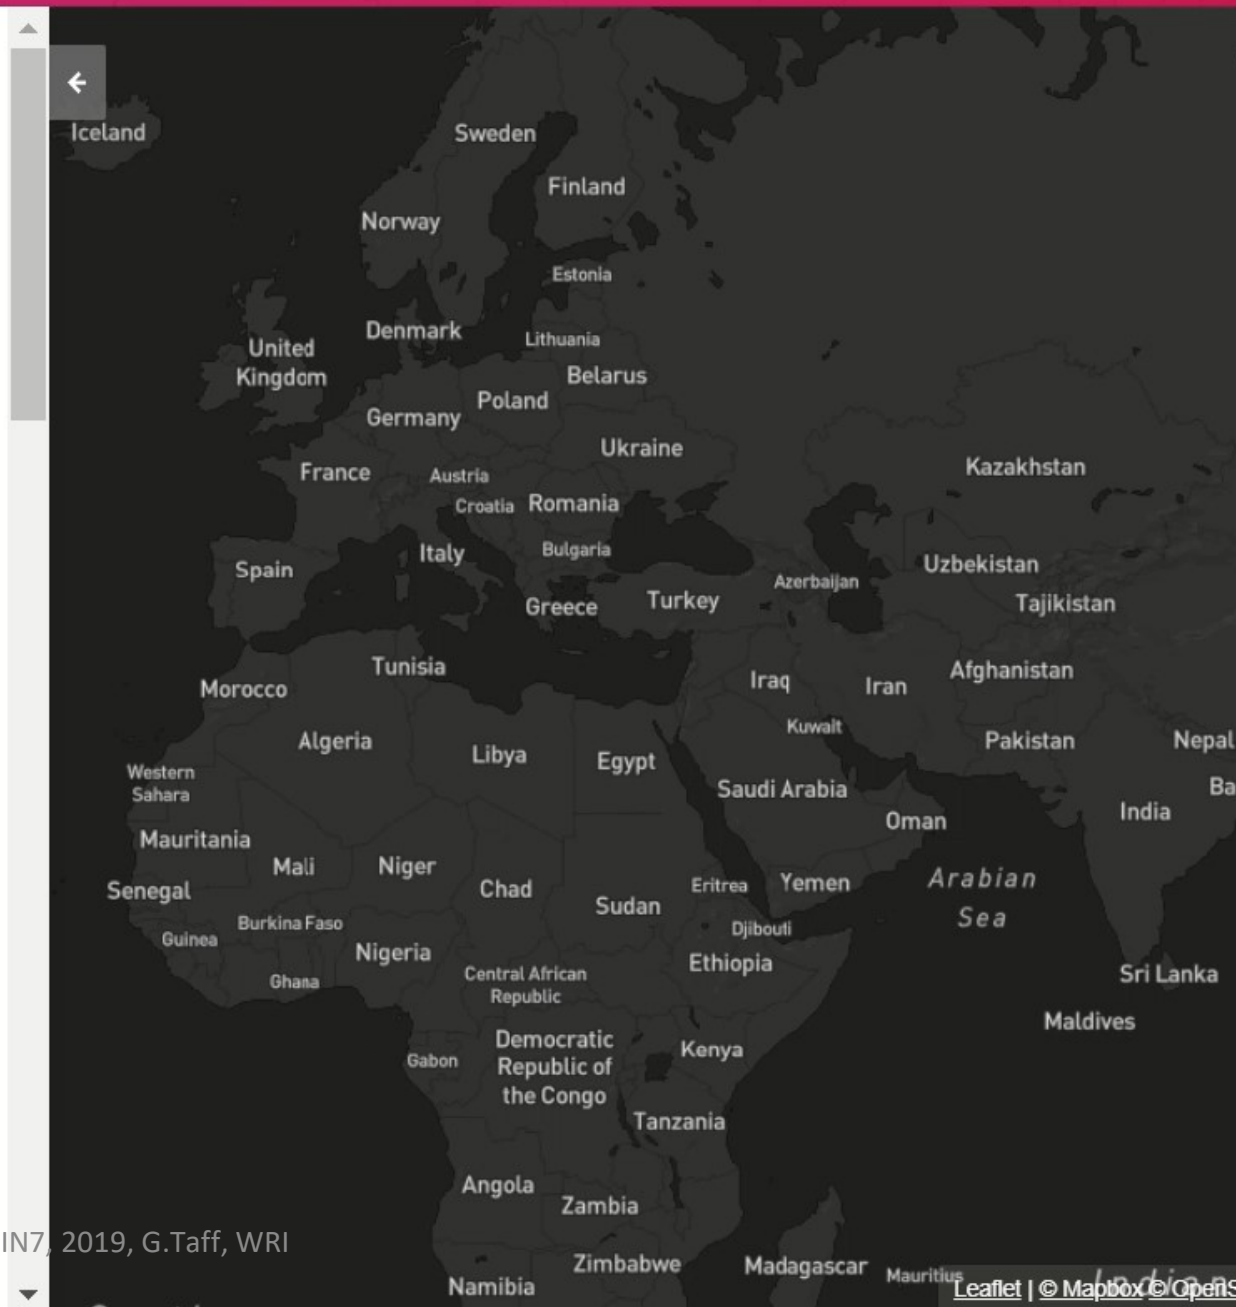 Iceland
Sweden
Finland
Norway
Estonia
Denmark
Lithuania
United
Kingdom
Belarus
Poland
Germany
Ukraine
France
Austria
Kazakhstan
Croatia
Romania
Italy
Bulgaria
Spain
Uzbekistan
Azerbaijan
Greece
Turkey
Tajikistan
Tunisia
Morocco
Iraq
Iran
Afghanistan
Kuwait
Algeria
Libya
Egypt
Pakistan
Nepal
Western
Sahara
Saudi Arabia
Ba
India
Oman
Mauritania
Mali
Niger
Chad
Senegal
Sudan
Eritrea
Yemen
Arabian
Sea
Burkina Faso
Guinea
Djibouti
Nigeria
Ethiopia
Ghana
Central African
Republic
Sri Lanka
Maldives
Democratic
Republic of
the Congo
Gabon
Kenya
Tanzania
Angola
Zambia
IN7, 2019, G.Taff, WRI
Zimbabwe
Madagascar
Mauritius
Namibia
Indian
Leaflet | © Mapbox © OpenS